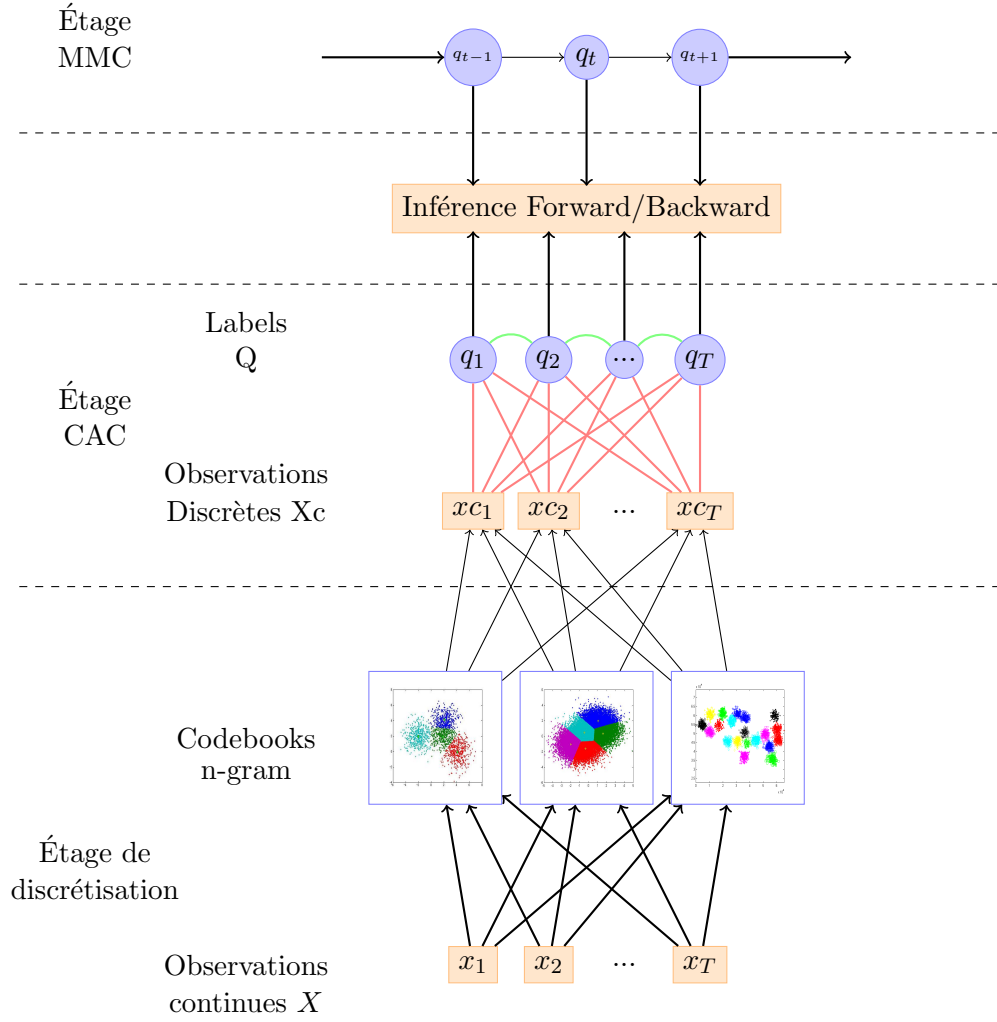 Étage
MMC
q_{t-1} q_t q_{t+1}
Inférence Forward/Backward
Labels
Q
q_1 q_2 ... q_T
Étage
CAC
Observations
Discrètes Xc
xc_1 xc_2 ... xc_T
Codebooks
n-gram
Étage de
discrétisation
Observations
continues X
x_1 x_2 ... x_T